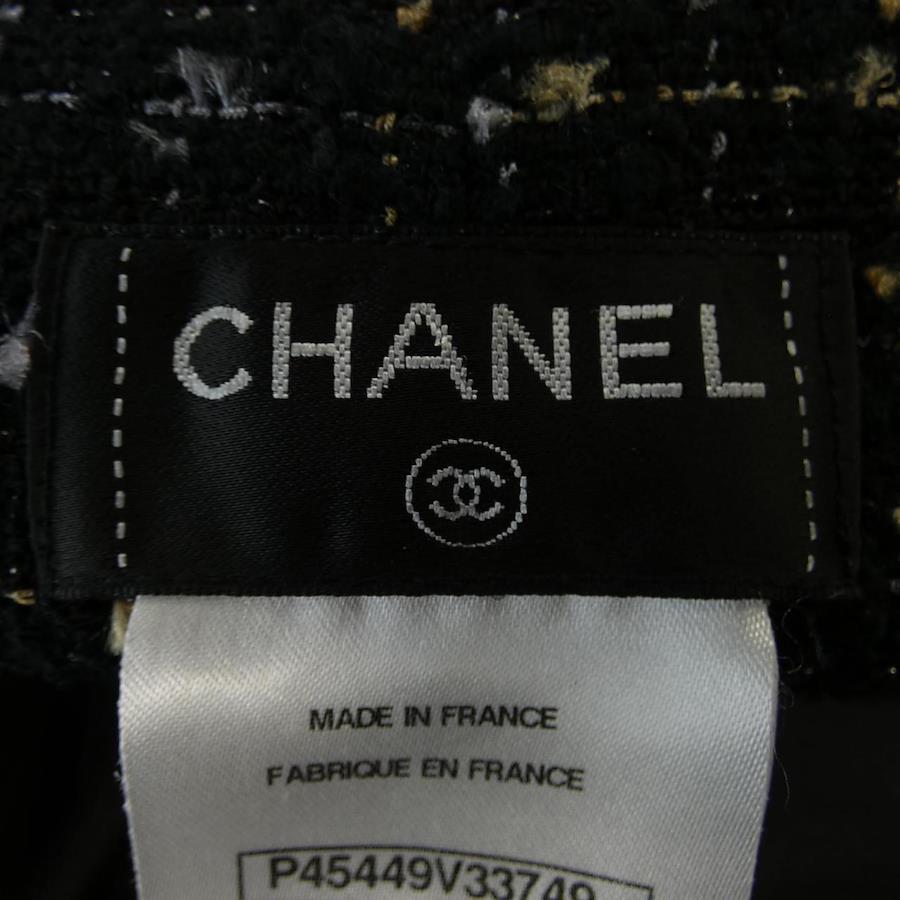 CHANEL
MADE IN FRANCE
FABRIQUE EN FRANCE
P45449V33749